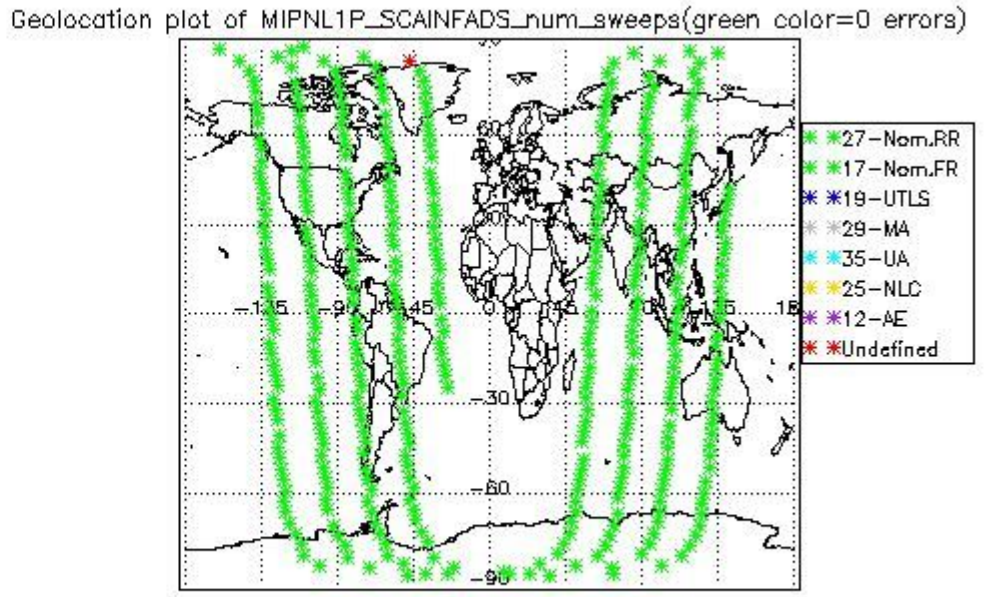 Geolocation plot of MIPNL1P_SCAINFADS_num_sweeps(green color=0 errors)
60
-30
-60
-90
27-Nom.RR
17-Nom.FR
19-UTLS
29-MA
35-UA
25-NLC
12-AE
Undefined